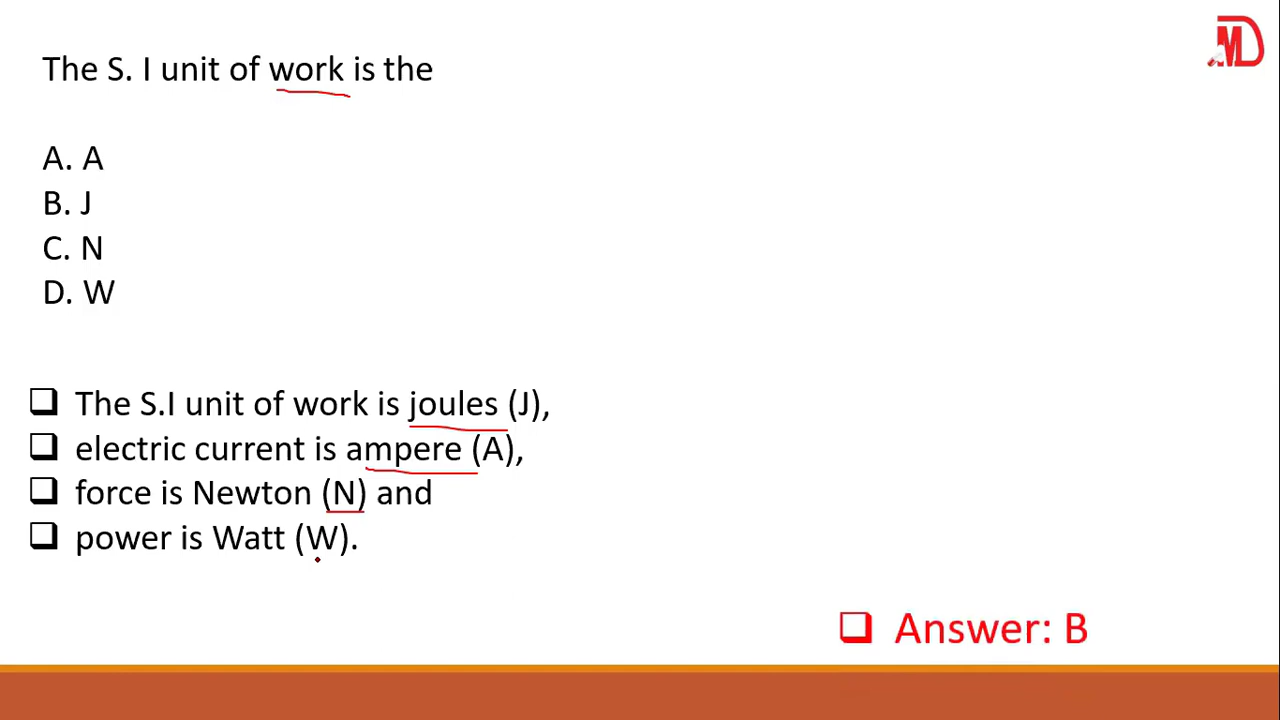 The S. I unit of work is the
A. A
B. J
C. N
D. W
The S.I unit of work is joules (J),
electric current is ampere (A),
force is Newton (N) and
power is Watt (W).
Answer: B